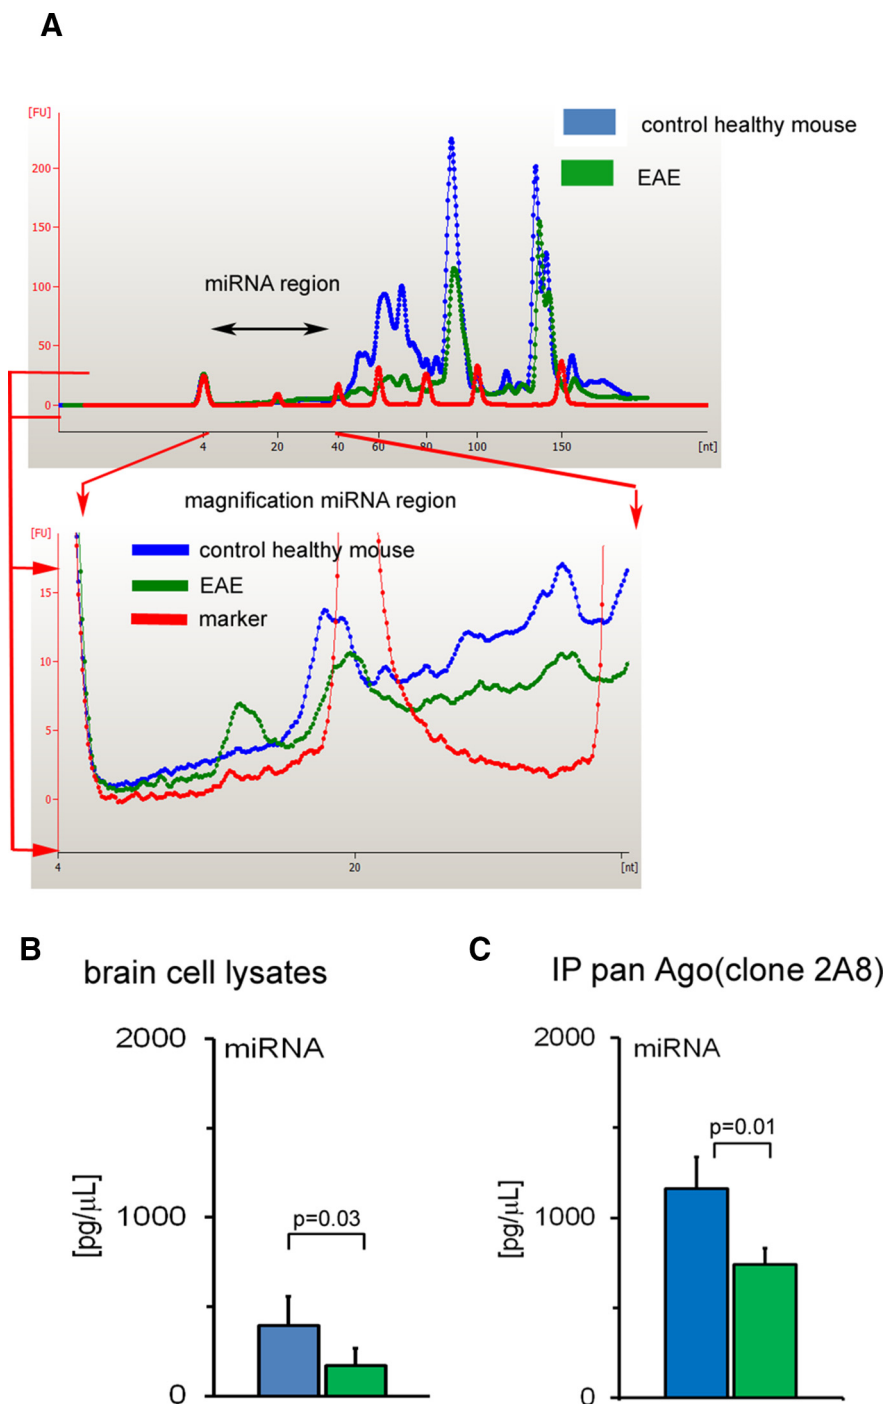 A
[FU]
200
150
100
50
0
control healthy mouse
EAE
miRNA region
4 20 40 60 80 100 150 [nt]
magnification miRNA region
[FU]
15
10
5
0
control healthy mouse
EAE
marker
4 20 [nt]
B
brain cell lysates
2000
1000
0
[pg/µL]
miRNA
p=0.03
C
IP pan Ago(clone 2A8)
2000
1000
0
[pg/µL]
miRNA
p=0.01